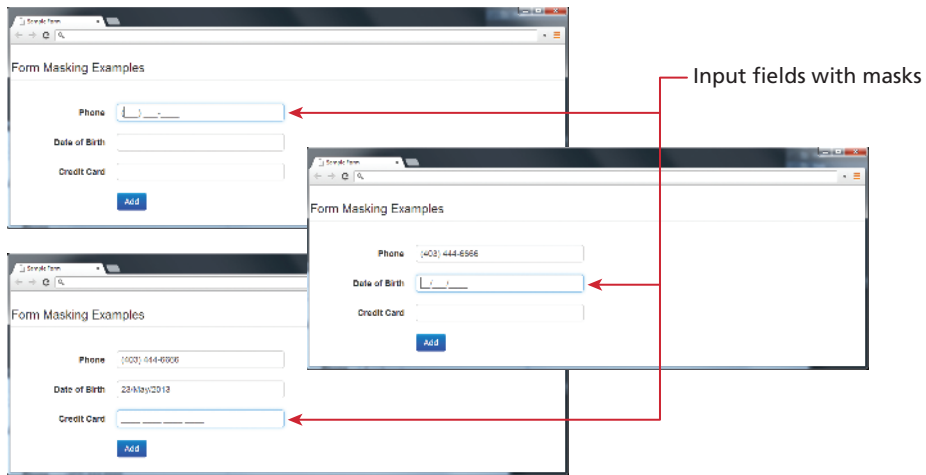 Sample Form
Form Masking Examples
Phone (___) ___-____
Date of Birth
Credit Card
Add
Input fields with masks
Sample Form
Form Masking Examples
Phone (403) 444-6666
Date of Birth __/___/____
Credit Card
Add
Sample Form
Form Masking Examples
Phone (403) 444-6666
Date of Birth 23/May/2013
Credit Card ____ ____ ____ ____
Add